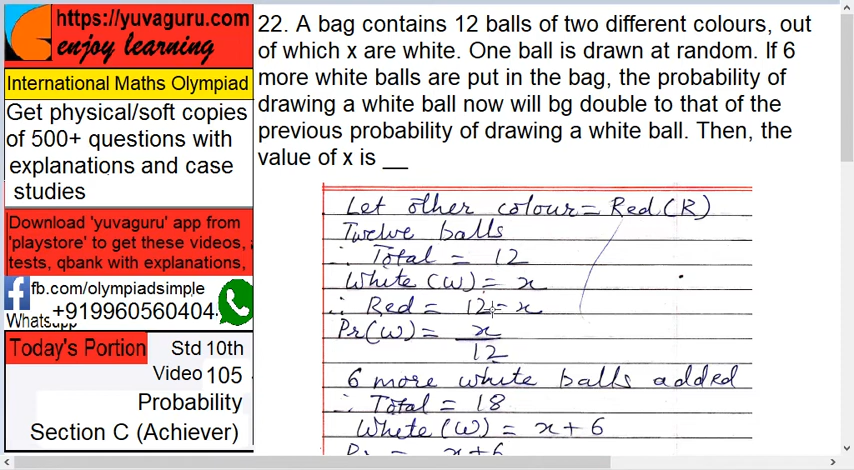 https://yuvaguru.com
enjoy learning
International Maths Olympiad
Get physical/soft copies
of 500+ questions with
explanations and case
studies
Download 'yuvaguru' app from
'playstore' to get these videos,
tests, qbank with explanations,
fb.com/olympiadsimple
+919960560404
Whatsapp
Today's Portion
Std 10th
Video 105
Probability
Section C (Achiever)
22. A bag contains 12 balls of two different colours, out
of which x are white. One ball is drawn at random. If 6
more white balls are put in the bag, the probability of
drawing a white ball now will bg double to that of the
previous probability of drawing a white ball. Then, the
value of x is __
Let other colour = Red (R)
Twelve balls
∴ Total = 12
White (W) = x
∴ Red = 12 - x
Pr(W) = x
12
6 more white balls added
∴ Total = 18
White (W) = x + 6
x + 6